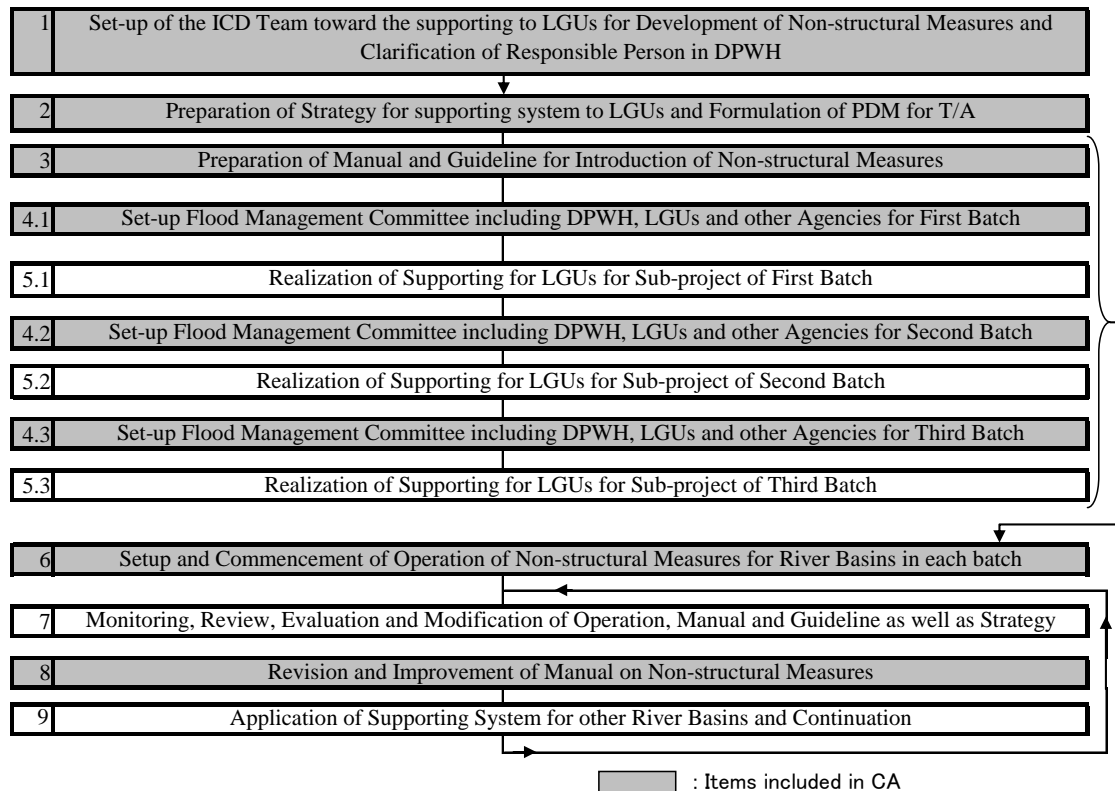 1 Set-up of the ICD Team toward the supporting to LGUs for Development of Non-structural Measures and
Clarification of Responsible Person in DPWH
2 Preparation of Strategy for supporting system to LGUs and Formulation of PDM for T/A
3 Preparation of Manual and Guideline for Introduction of Non-structural Measures
4.1 Set-up Flood Management Committee including DPWH, LGUs and other Agencies for First Batch
5.1 Realization of Supporting for LGUs for Sub-project of First Batch
4.2 Set-up Flood Management Committee including DPWH, LGUs and other Agencies for Second Batch
5.2 Realization of Supporting for LGUs for Sub-project of Second Batch
4.3 Set-up Flood Management Committee including DPWH, LGUs and other Agencies for Third Batch
5.3 Realization of Supporting for LGUs for Sub-project of Third Batch
6 Setup and Commencement of Operation of Non-structural Measures for River Basins in each batch
7 Monitoring, Review, Evaluation and Modification of Operation, Manual and Guideline as well as Strategy
8 Revision and Improvement of Manual on Non-structural Measures
9 Application of Supporting System for other River Basins and Continuation
: Items included in CA